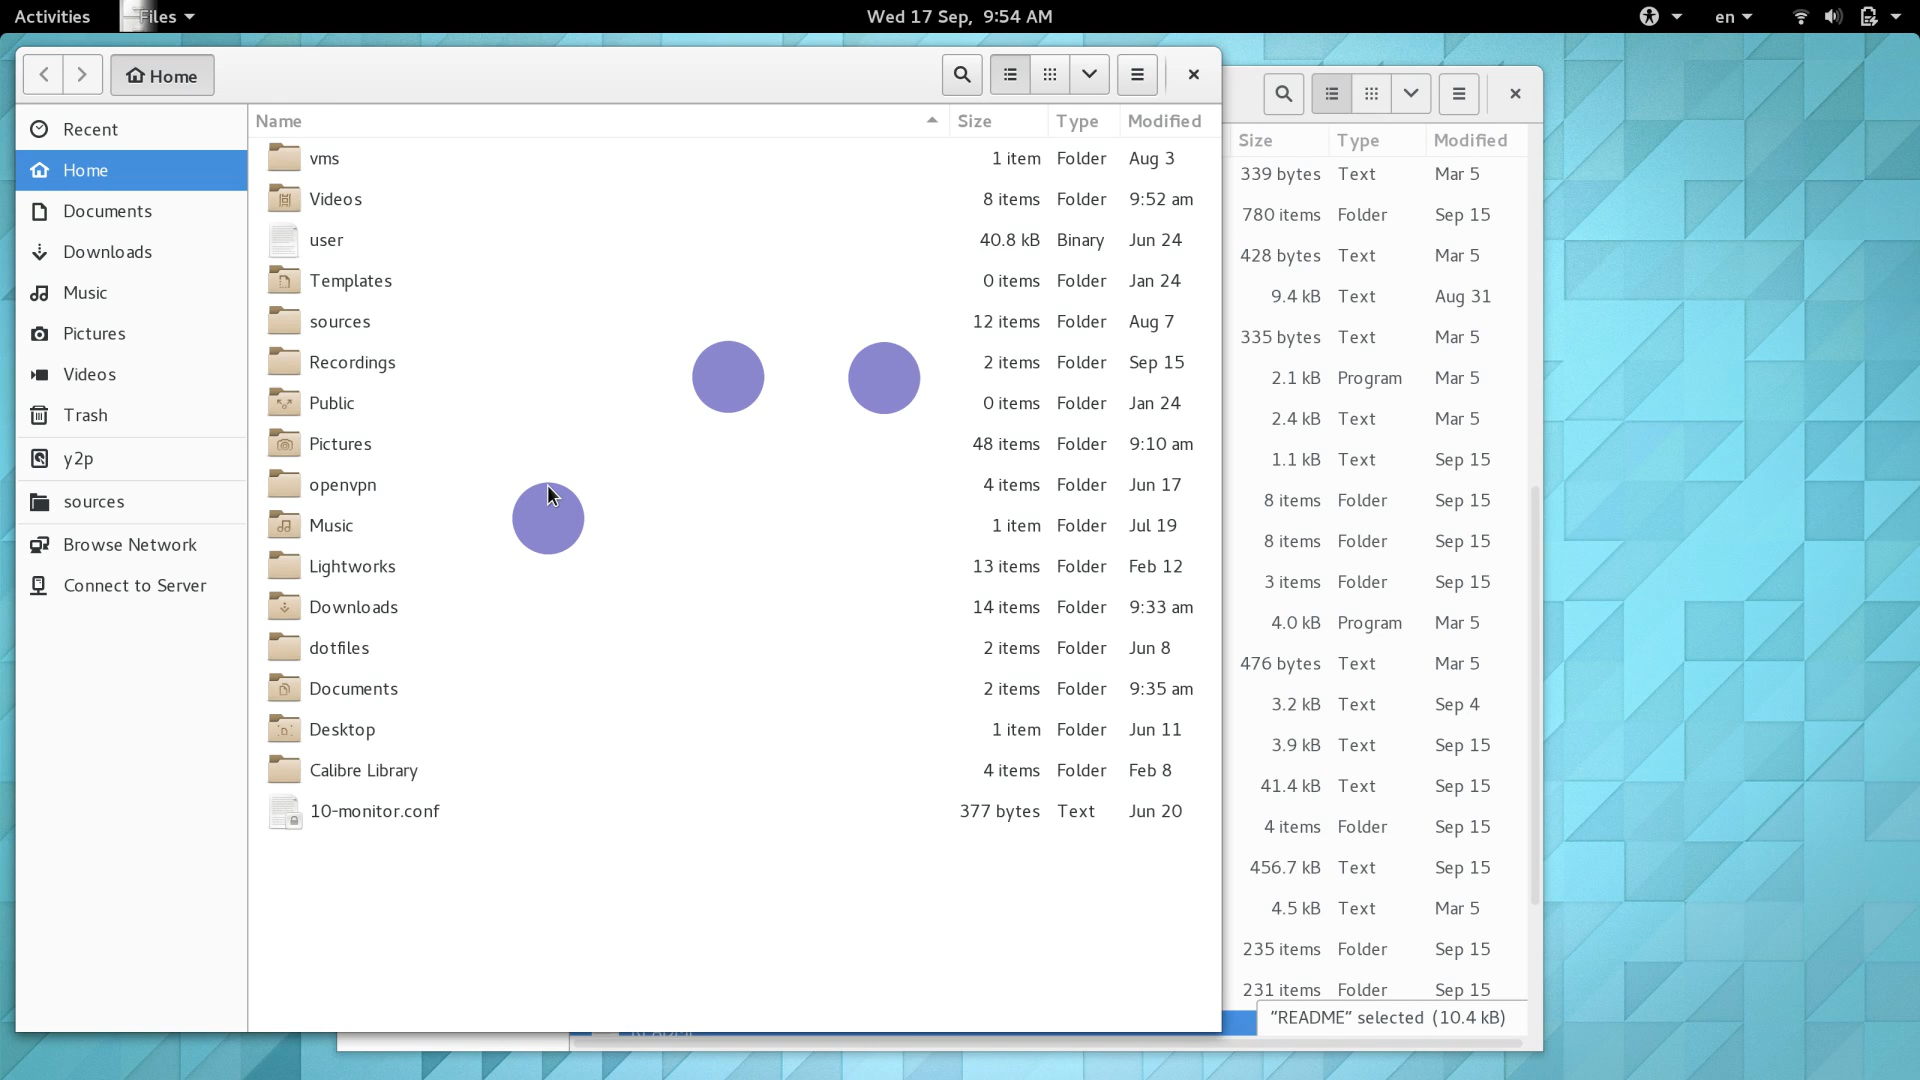 Activities Files Wed 17 Sep, 9:54 AM en
Home
Recent
Home
Documents
Downloads
Music
Pictures
Videos
Trash
y2p
sources
Browse Network
Connect to Server
Name Size Type Modified
vms 1 item Folder Aug 3
Videos 8 items Folder 9:52 am
user 40.8 kB Binary Jun 24
Templates 0 items Folder Jan 24
sources 12 items Folder Aug 7
Recordings 2 items Folder Sep 15
Public 0 items Folder Jan 24
Pictures 48 items Folder 9:10 am
openvpn 4 items Folder Jun 17
Music 1 item Folder Jul 19
Lightworks 13 items Folder Feb 12
Downloads 14 items Folder 9:33 am
dotfiles 2 items Folder Jun 8
Documents 2 items Folder 9:35 am
Desktop 1 item Folder Jun 11
Calibre Library 4 items Folder Feb 8
10-monitor.conf 377 bytes Text Jun 20
Size Type Modified
339 bytes Text Mar 5
780 items Folder Sep 15
428 bytes Text Mar 5
9.4 kB Text Aug 31
335 bytes Text Mar 5
2.1 kB Program Mar 5
2.4 kB Text Mar 5
1.1 kB Text Sep 15
8 items Folder Sep 15
8 items Folder Sep 15
3 items Folder Sep 15
4.0 kB Program Mar 5
476 bytes Text Mar 5
3.2 kB Text Sep 4
3.9 kB Text Sep 15
41.4 kB Text Sep 15
4 items Folder Sep 15
456.7 kB Text Sep 15
4.5 kB Text Mar 5
235 items Folder Sep 15
231 items Folder Sep 15
"README" selected (10.4 kB)